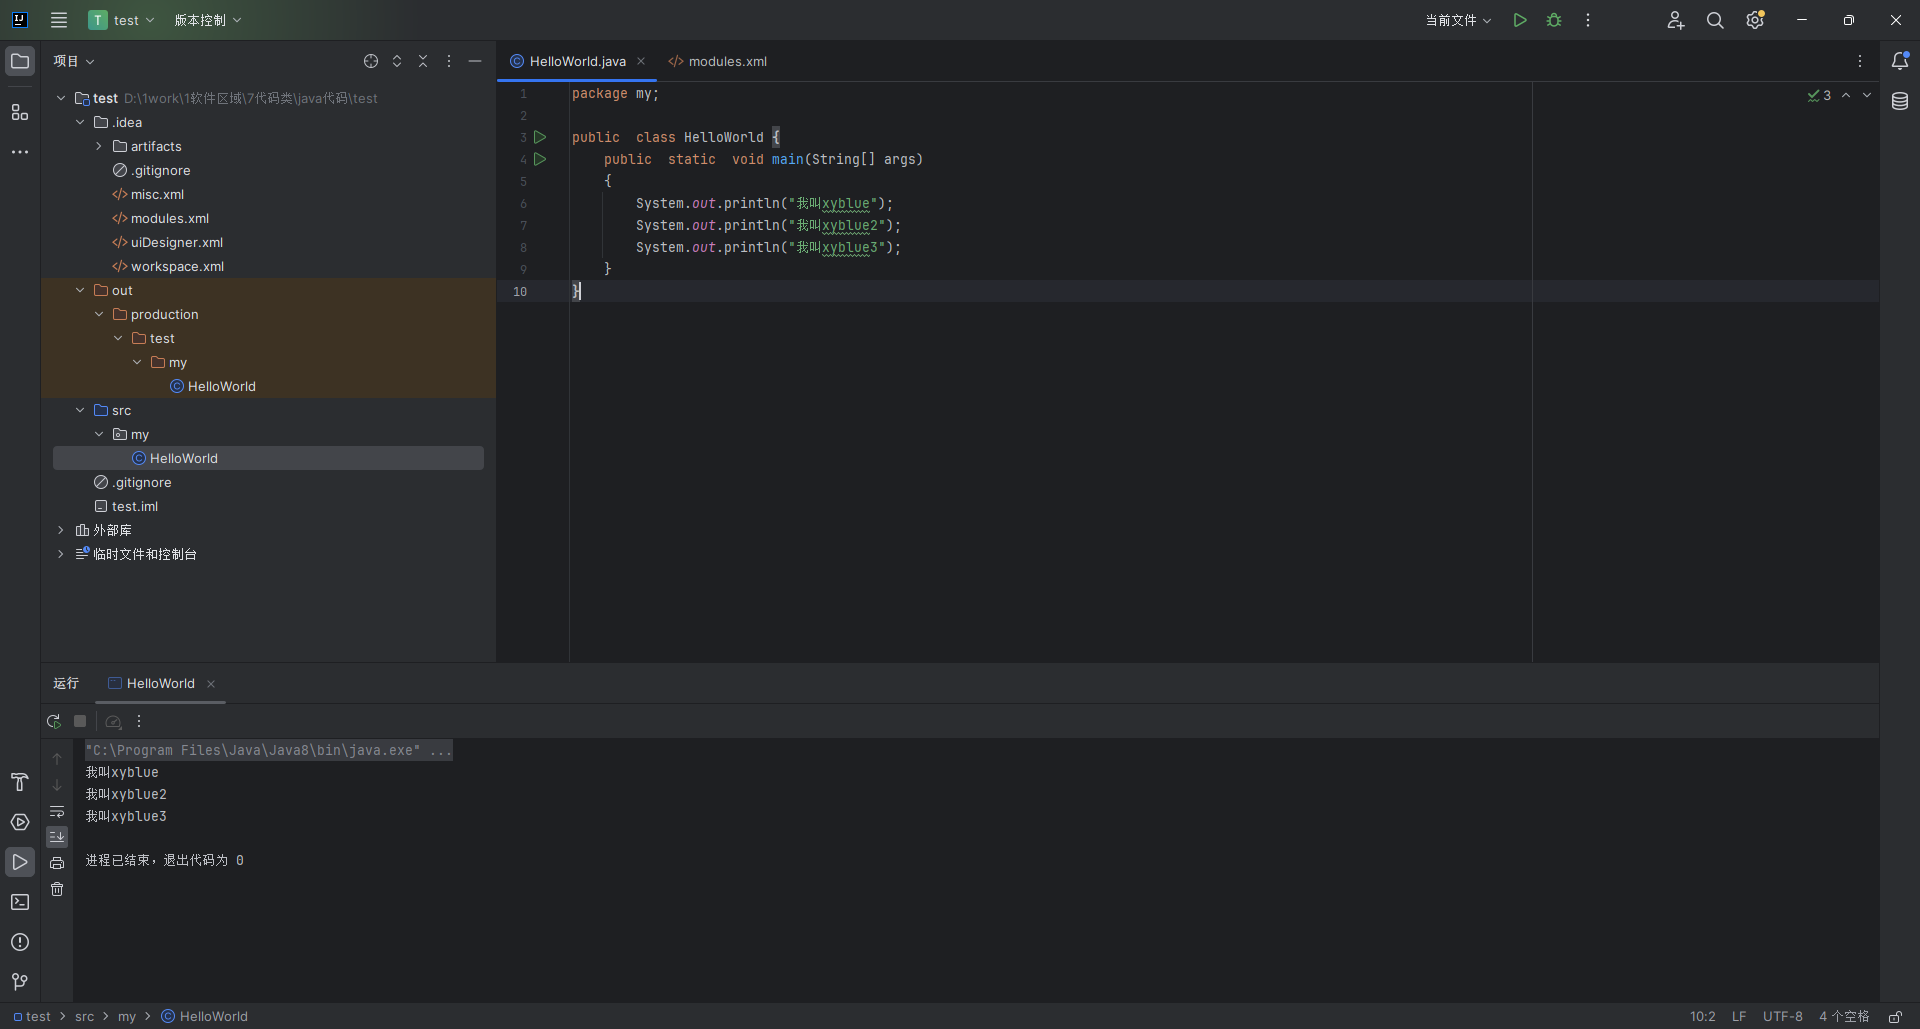 T test 版本控制 当前文件
项目
test D:\1work\1软件区域\7代码类\java代码\test
.idea
artifacts
.gitignore
misc.xml
modules.xml
uiDesigner.xml
workspace.xml
out
production
test
my
HelloWorld
src
my
HelloWorld
.gitignore
test.iml
外部库
临时文件和控制台
HelloWorld.java modules.xml
3
1 package my;
2
3 public  class HelloWorld {
4     public  static  void main(String[] args)
5     {
6         System.out.println("我叫xyblue");
7         System.out.println("我叫xyblue2");
8         System.out.println("我叫xyblue3");
9     }
10 }
运行 HelloWorld
"C:\Program Files\Java\Java8\bin\java.exe" ...
我叫xyblue
我叫xyblue2
我叫xyblue3
进程已结束，退出代码为 0
test > src > my > HelloWorld 10:2 LF UTF-8 4 个空格